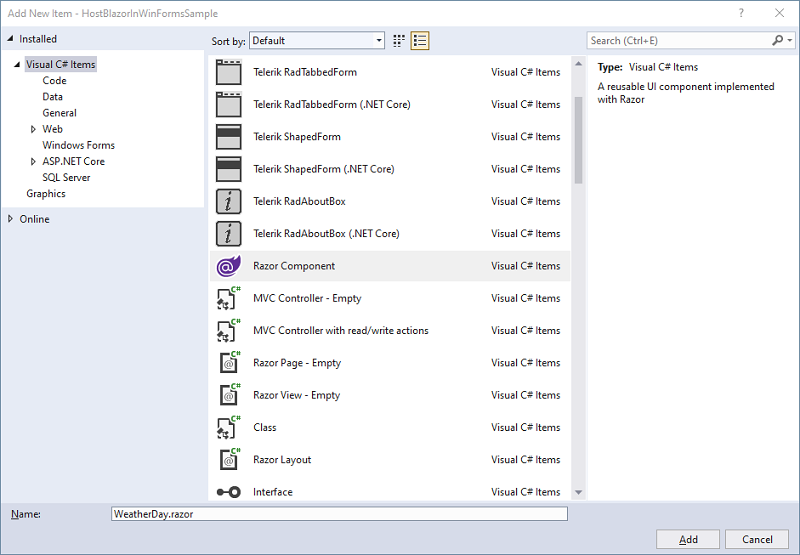 Add New Item - HostBlazorInWinFormsSample
Installed
Sort by: Default
Search (Ctrl+E)
Visual C# Items
Code
Data
General
Web
Windows Forms
ASP.NET Core
SQL Server
Graphics
Online
Telerik RadTabbedForm Visual C# Items
Telerik RadTabbedForm (.NET Core) Visual C# Items
Telerik ShapedForm Visual C# Items
Telerik ShapedForm (.NET Core) Visual C# Items
Telerik RadAboutBox Visual C# Items
Telerik RadAboutBox (.NET Core) Visual C# Items
Razor Component Visual C# Items
MVC Controller - Empty Visual C# Items
MVC Controller with read/write actions Visual C# Items
Razor Page - Empty Visual C# Items
Razor View - Empty Visual C# Items
Class Visual C# Items
Razor Layout Visual C# Items
Interface Visual C# Items
Type: Visual C# Items
A reusable UI component implemented
with Razor
Name: WeatherDay.razor
Add Cancel